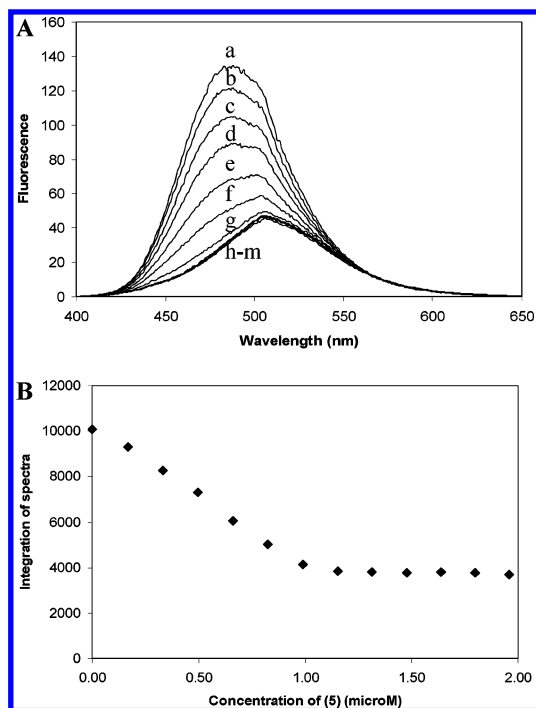 A
160
140
120
100
80
60
40
20
0
Fluorescence
a
b
c
d
e
f
g
h-m
400 450 500 550 600 650
Wavelength (nm)
B
12000
10000
8000
6000
4000
2000
0
Integration of spectra
0.00 0.50 1.00 1.50 2.00
Concentration of (5) (microM)